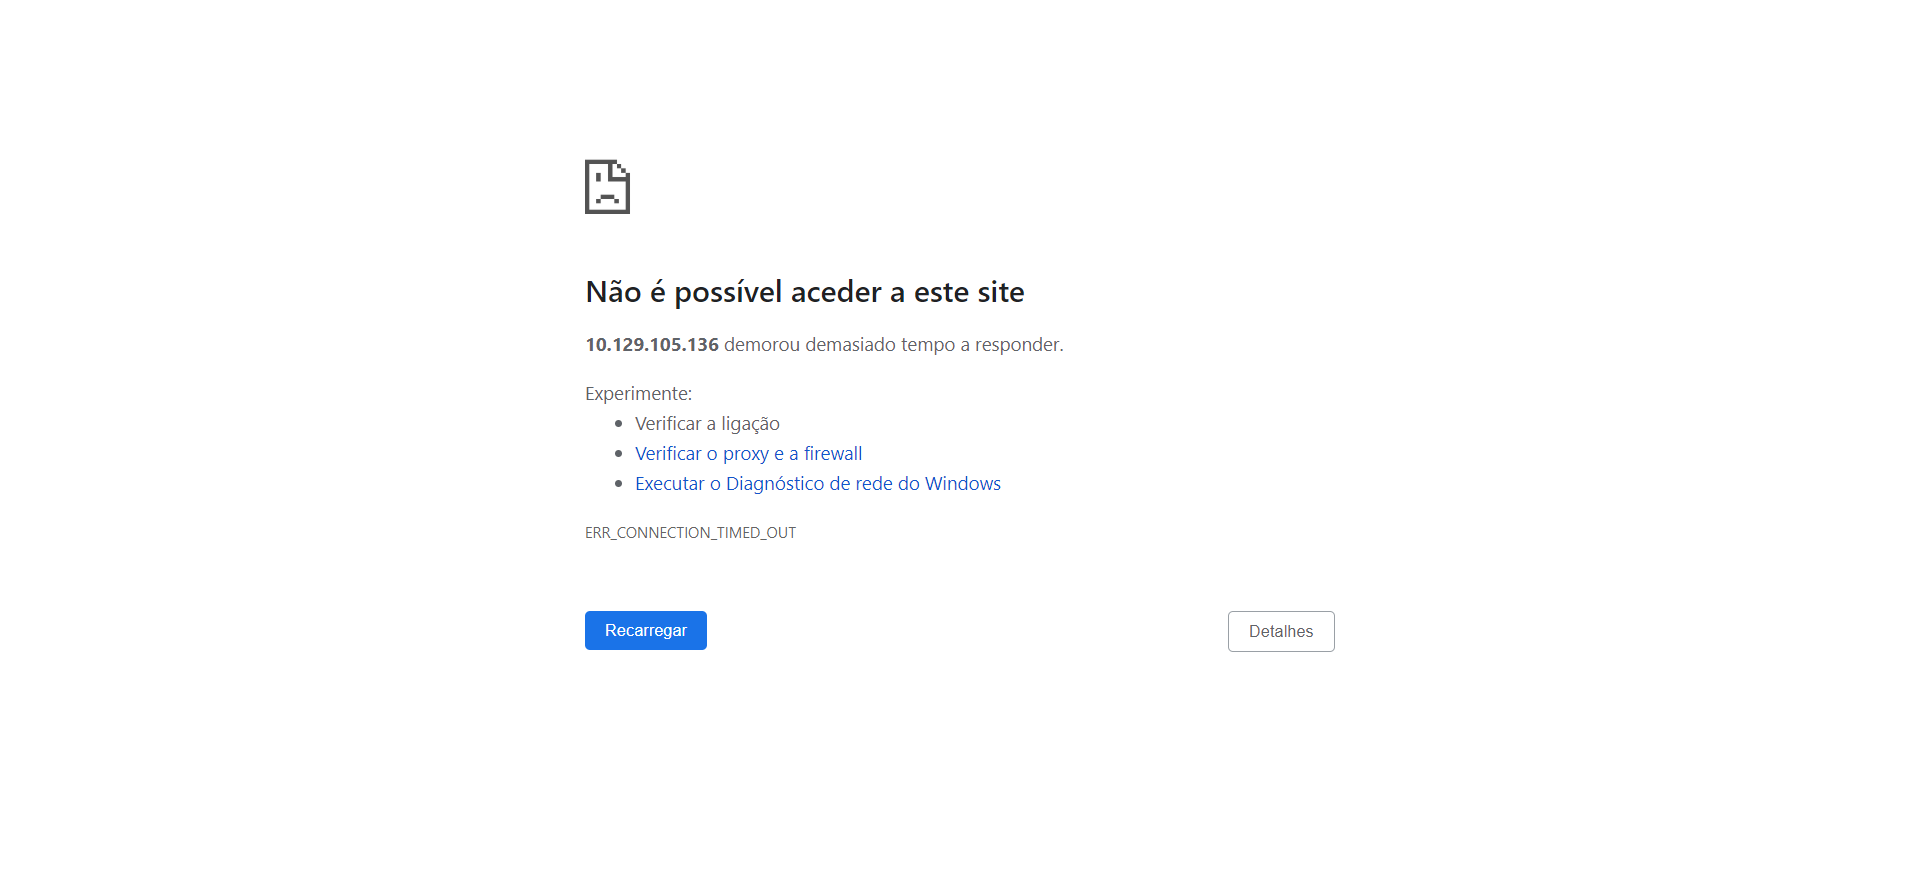 Não é possível aceder a este site
10.129.105.136 demorou demasiado tempo a responder.
Experimente:
Verificar a ligação
Verificar o proxy e a firewall
Executar o Diagnóstico de rede do Windows
ERR_CONNECTION_TIMED_OUT
Recarregar
Detalhes